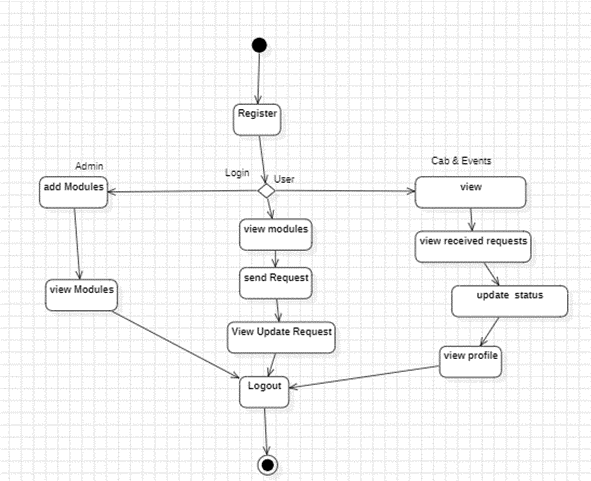 Register
Admin
Login
User
Cab & Events
add Modules
view
view modules
view received requests
send Request
view Modules
update status
View Update Request
view profile
Logout